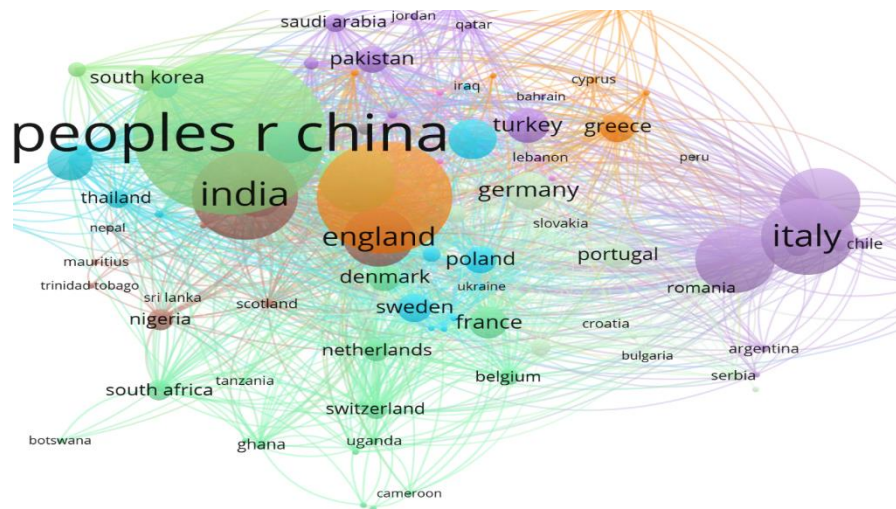 saudi arabia
jordan
qatar
south korea
pakistan
iraq
cyprus
bahrain
peoples r china
turkey
greece
lebanon
peru
thailand
india
germany
nepal
slovakia
england
italy
chile
mauritius
denmark
poland
portugal
trinidad tobago
ukraine
romania
sri lanka
scotland
sweden
nigeria
france
croatia
netherlands
bulgaria
argentina
south africa
tanzania
belgium
serbia
switzerland
botswana
ghana
uganda
cameroon